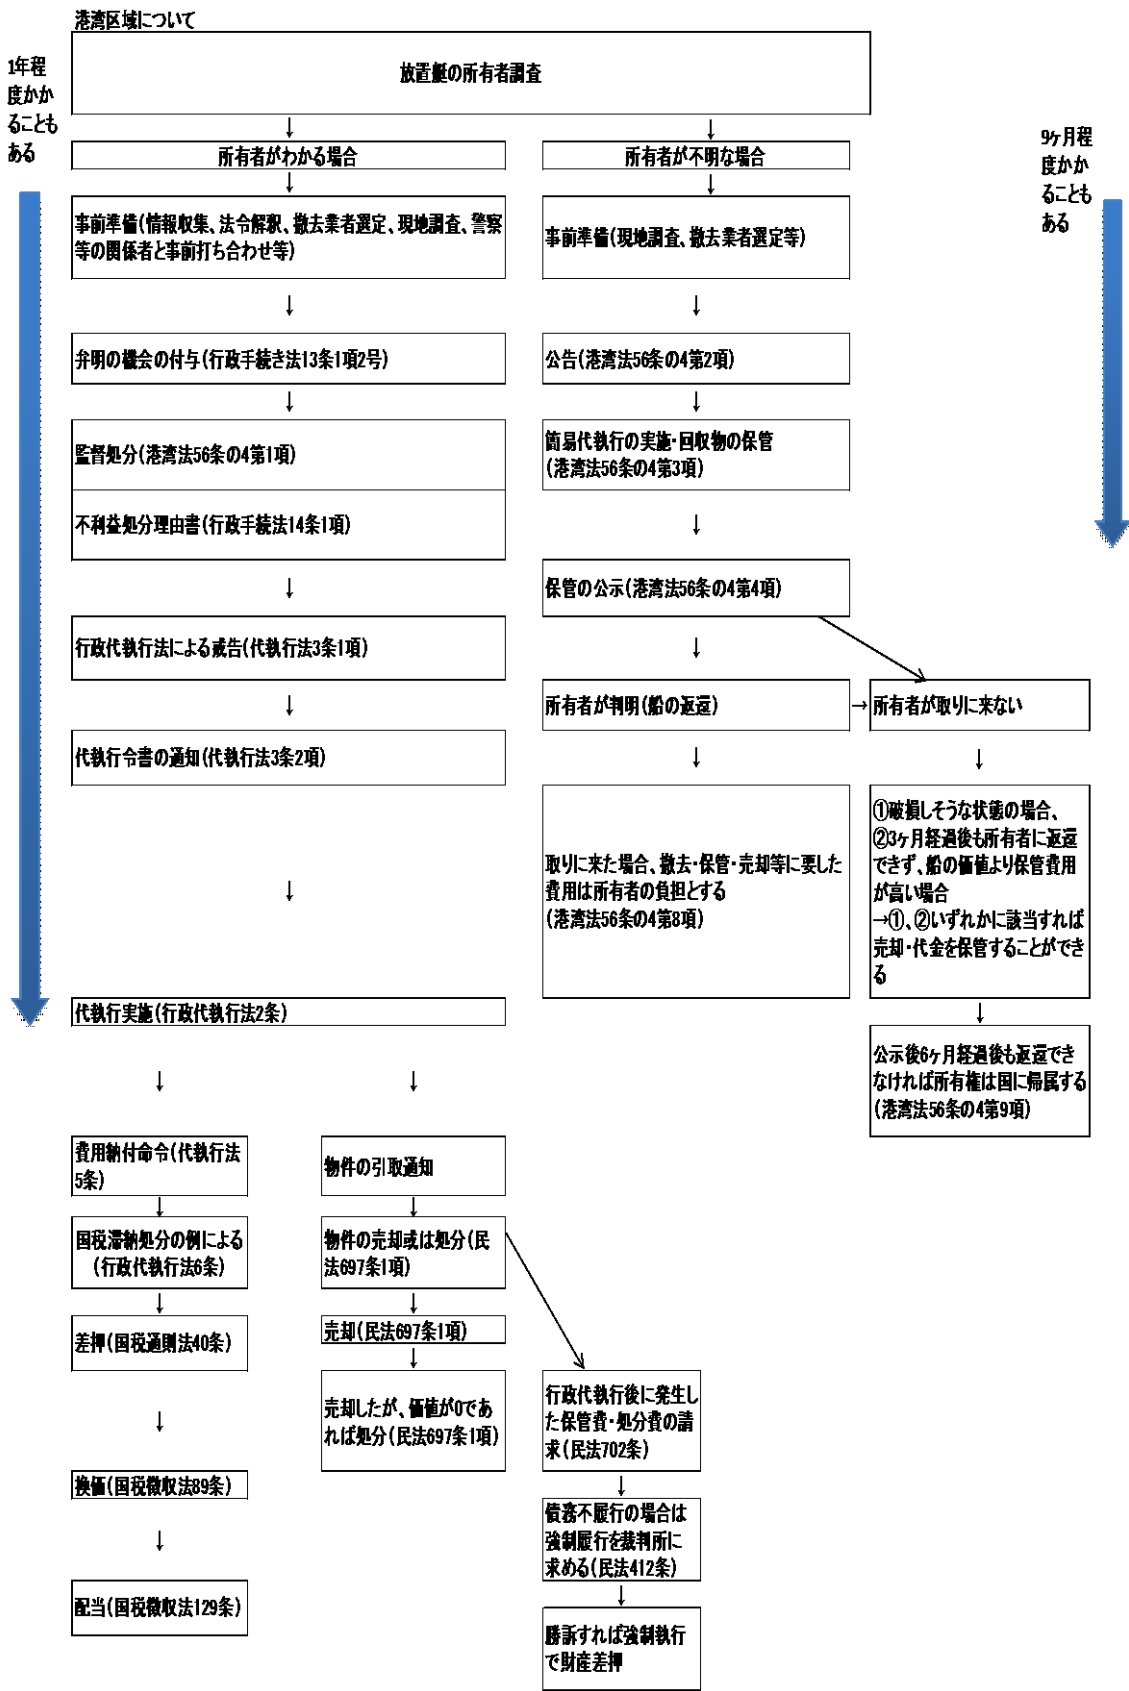 港湾区域について
放置艇の所有者調査
1年程
度かか
ることも
ある
9ヶ月程
度かか
ることも
ある
所有者がわかる場合
所有者が不明な場合
事前準備(情報収集、法令解釈、撤去業者選定、現地調査、警察
等の関係者と事前打ち合わせ等)
事前準備(現地調査、撤去業者選定等)
弁明の機会の付与(行政手続き法13条1項2号)
公告(港湾法56条の4第2項)
監督処分(港湾法56条の4第1項)
簡易代執行の実施・回収物の保管
(港湾法56条の4第3項)
不利益処分理由書(行政手続法14条1項)
保管の公示(港湾法56条の4第4項)
行政代執行法による戒告(代執行法3条1項)
所有者が判明(船の返還)
→
所有者が取りに来ない
代執行令書の通知(代執行法3条2項)
取りに来た場合、撤去・保管・売却等に要した
費用は所有者の負担とする
(港湾法56条の4第8項)
①破損しそうな状態の場合、
②3ヶ月経過後も所有者に返還
できず、船の価値より保管費用
が高い場合
→①、②いずれかに該当すれば
売却・代金を保管することができ
る
代執行実施(行政代執行法2条)
公示後6ヶ月経過後も返還でき
なければ所有権は国に帰属する
(港湾法56条の4第9項)
費用納付命令(代執行法
5条)
物件の引取通知
国税滞納処分の例による
(行政代執行法6条)
物件の売却或は処分(民
法697条1項)
差押(国税通則法40条)
売却(民法697条1項)
売却したが、価値が0であ
れば処分(民法697条1項)
行政代執行後に発生し
た保管費・処分費の請
求(民法702条)
換価(国税徴収法89条)
債務不履行の場合は
強制履行を裁判所に
求める(民法412条)
配当(国税徴収法129条)
勝訴すれば強制執行
で財産差押